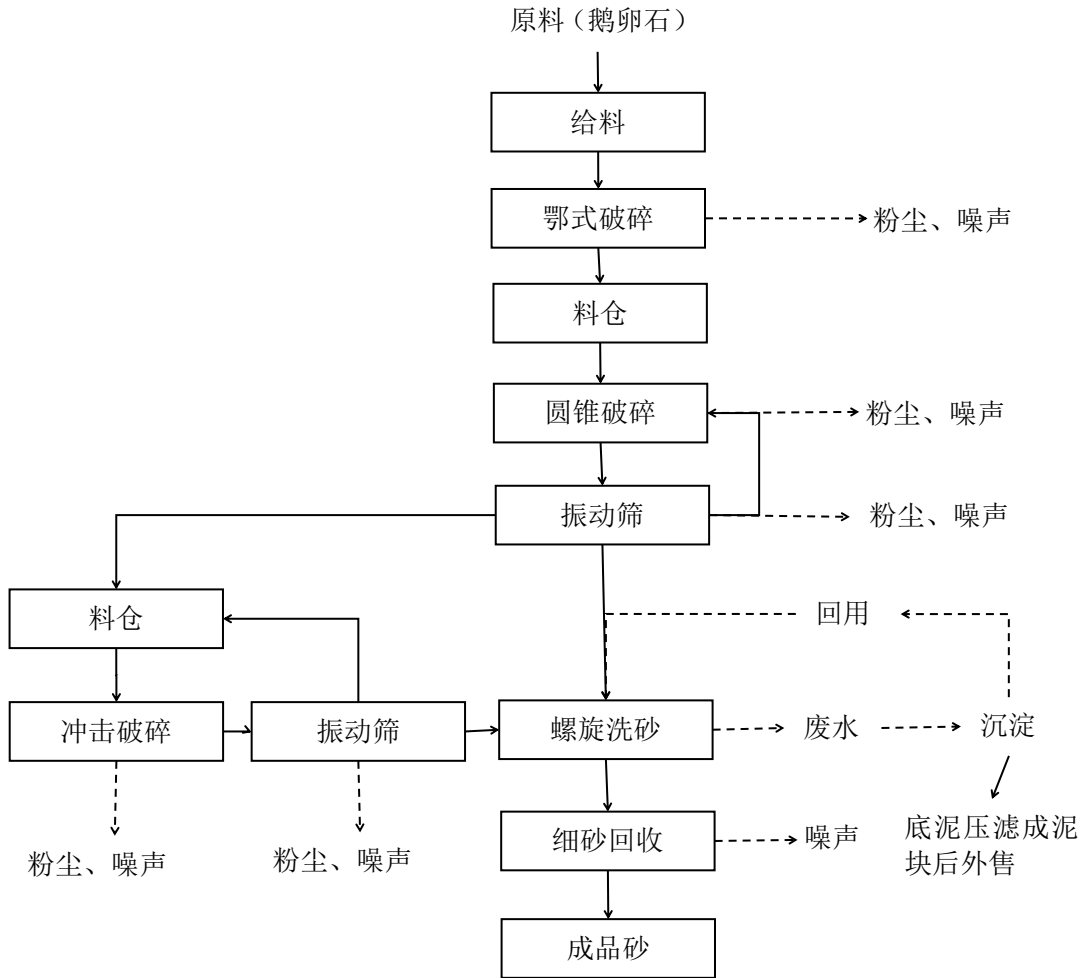 原料（鹅卵石）
给料
鄂式破碎
粉尘、噪声
料仓
圆锥破碎
粉尘、噪声
振动筛
粉尘、噪声
料仓
回用
冲击破碎
振动筛
螺旋洗砂
废水
沉淀
粉尘、噪声
粉尘、噪声
细砂回收
噪声
底泥压滤成泥
块后外售
成品砂